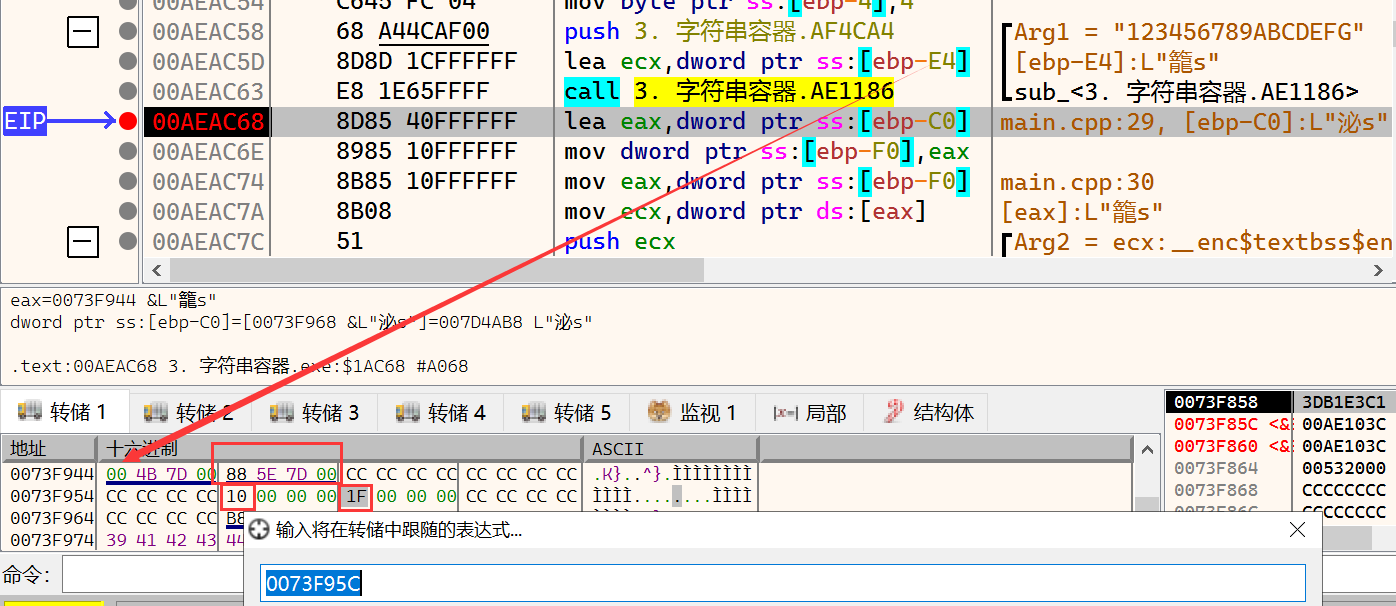 00AEAC54 C645 FC 04 mov byte ptr ss:[ebp-4],4
00AEAC58 68 A44CAF00 push 3. 字符串容器.AF4CA4 Arg1 = "123456789ABCDEFG"
00AEAC5D 8D8D 1CFFFFFF lea ecx,dword ptr ss:[ebp-E4] [ebp-E4]:L"籠s"
00AEAC63 E8 1E65FFFF call 3. 字符串容器.AE1186 sub_<3. 字符串容器.AE1186>
EIP 00AEAC68 8D85 40FFFFFF lea eax,dword ptr ss:[ebp-C0] main.cpp:29, [ebp-C0]:L"泌s"
00AEAC6E 8985 10FFFFFF mov dword ptr ss:[ebp-F0],eax
00AEAC74 8B85 10FFFFFF mov eax,dword ptr ss:[ebp-F0] main.cpp:30
00AEAC7A 8B08 mov ecx,dword ptr ds:[eax] [eax]:L"籠s"
00AEAC7C 51 push ecx Arg2 = ecx:__enc$textbss$en
eax=0073F944 &L"籠s"
dword ptr ss:[ebp-C0]=[0073F968 &L"泌s"]=007D4AB8 L"泌s"
.text:00AEAC68 3. 字符串容器.exe:$1AC68 #A068
转储 1 转储 2 转储 3 转储 4 转储 5 监视 1 |x=| 局部 结构体
地址 十六进制 ASCII
0073F944 00 4B 7D 00 88 5E 7D 00 CC CC CC CC CC CC CC CC .K}..^}.ÌÌÌÌÌÌÌÌ
0073F954 CC CC CC CC 10 00 00 00 1F 00 00 00 CC CC CC CC ÌÌÌÌ........ÌÌÌÌ
0073F964 CC CC CC CC B8
0073F974 39 41 42 43 44
0073F858 3DB1E3C1
0073F85C <& 00AE103C
0073F860 <& 00AE103C
0073F864 00532000
0073F868 CCCCCCCC
CCCCCCCC
命令:
输入将在转储中跟随的表达式...
0073F95C